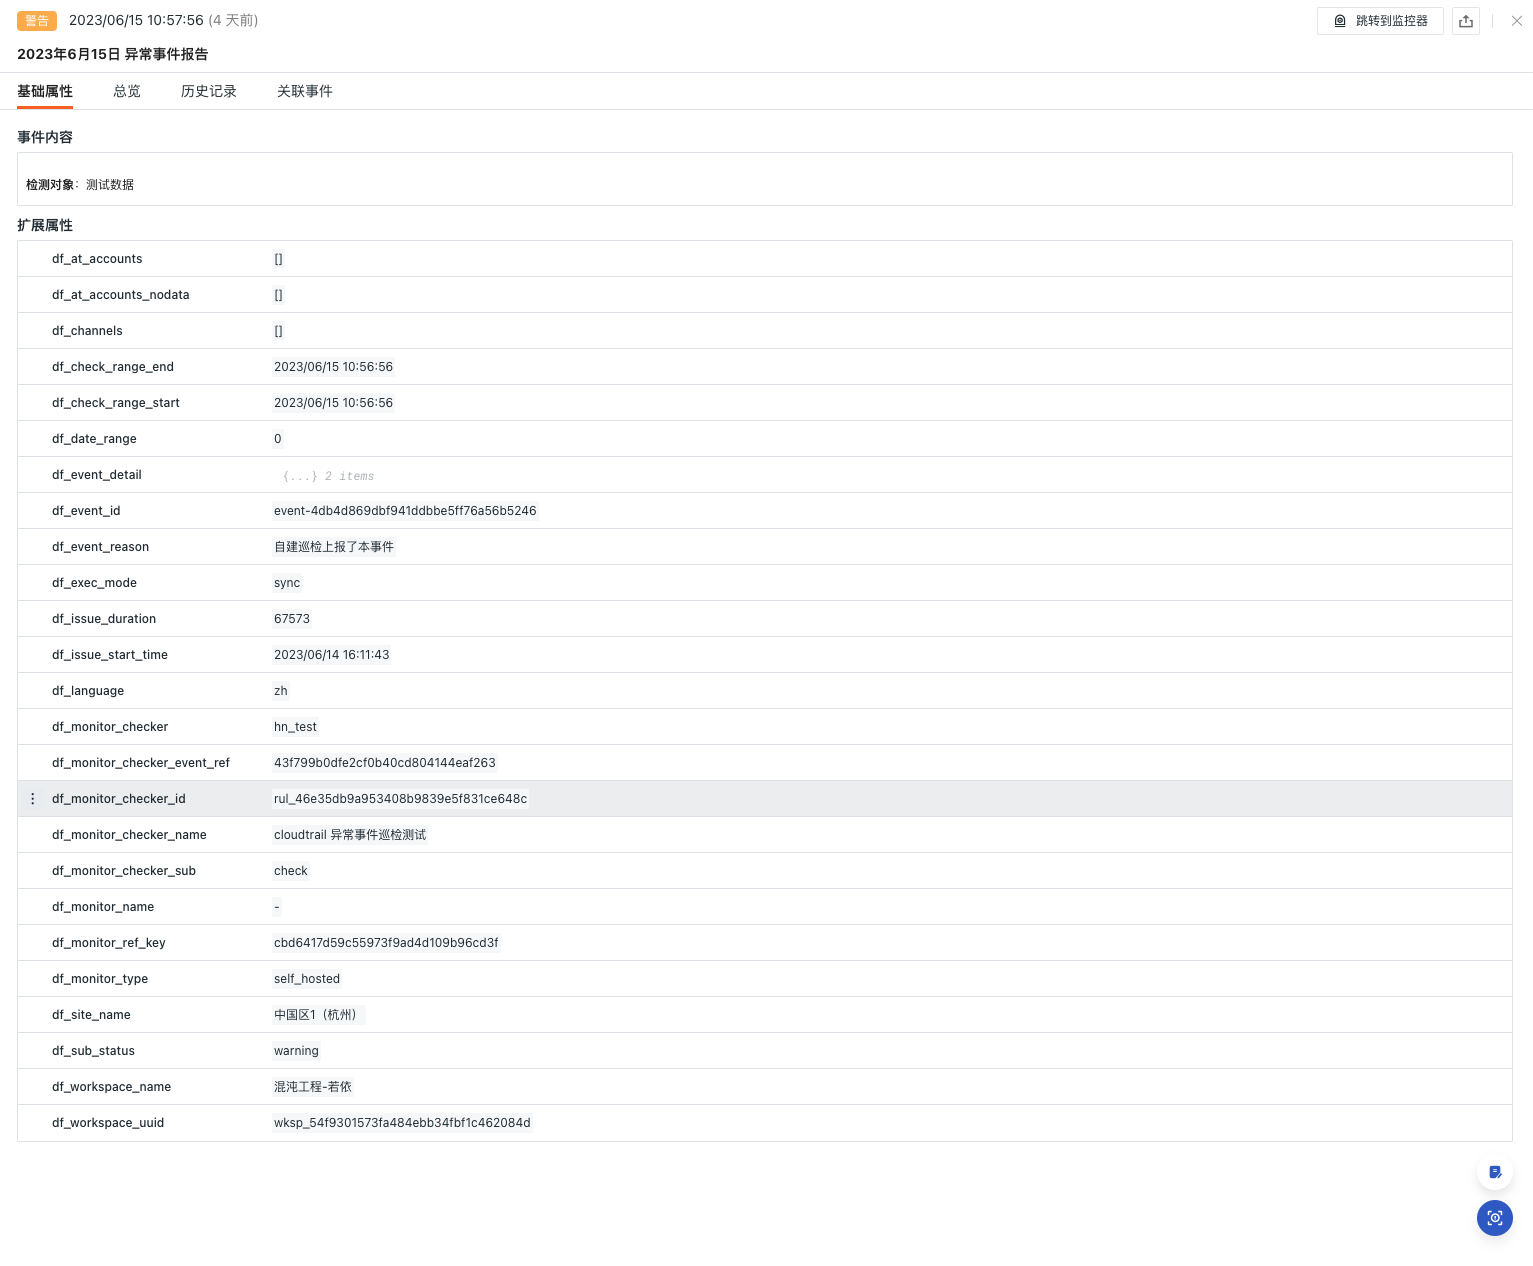 警告 2023/06/15 10:57:56 (4 天前) 跳转到监控器
2023年6月15日 异常事件报告
基础属性 总览 历史记录 关联事件
事件内容
检测对象：测试数据
扩展属性
df_at_accounts []
df_at_accounts_nodata []
df_channels []
df_check_range_end 2023/06/15 10:56:56
df_check_range_start 2023/06/15 10:56:56
df_date_range 0
df_event_detail {...} 2 items
df_event_id event-4db4d869dbf941ddbbe5ff76a56b5246
df_event_reason 自建巡检上报了本事件
df_exec_mode sync
df_issue_duration 67573
df_issue_start_time 2023/06/14 16:11:43
df_language zh
df_monitor_checker hn_test
df_monitor_checker_event_ref 43f799b0dfe2cf0b40cd804144eaf263
df_monitor_checker_id rul_46e35db9a953408b9839e5f831ce648c
df_monitor_checker_name cloudtrail 异常事件巡检测试
df_monitor_checker_sub check
df_monitor_name -
df_monitor_ref_key cbd6417d59c55973f9ad4d109b96cd3f
df_monitor_type self_hosted
df_site_name 中国区1（杭州）
df_sub_status warning
df_workspace_name 混沌工程-若依
df_workspace_uuid wksp_54f9301573fa484ebb34fbf1c462084d